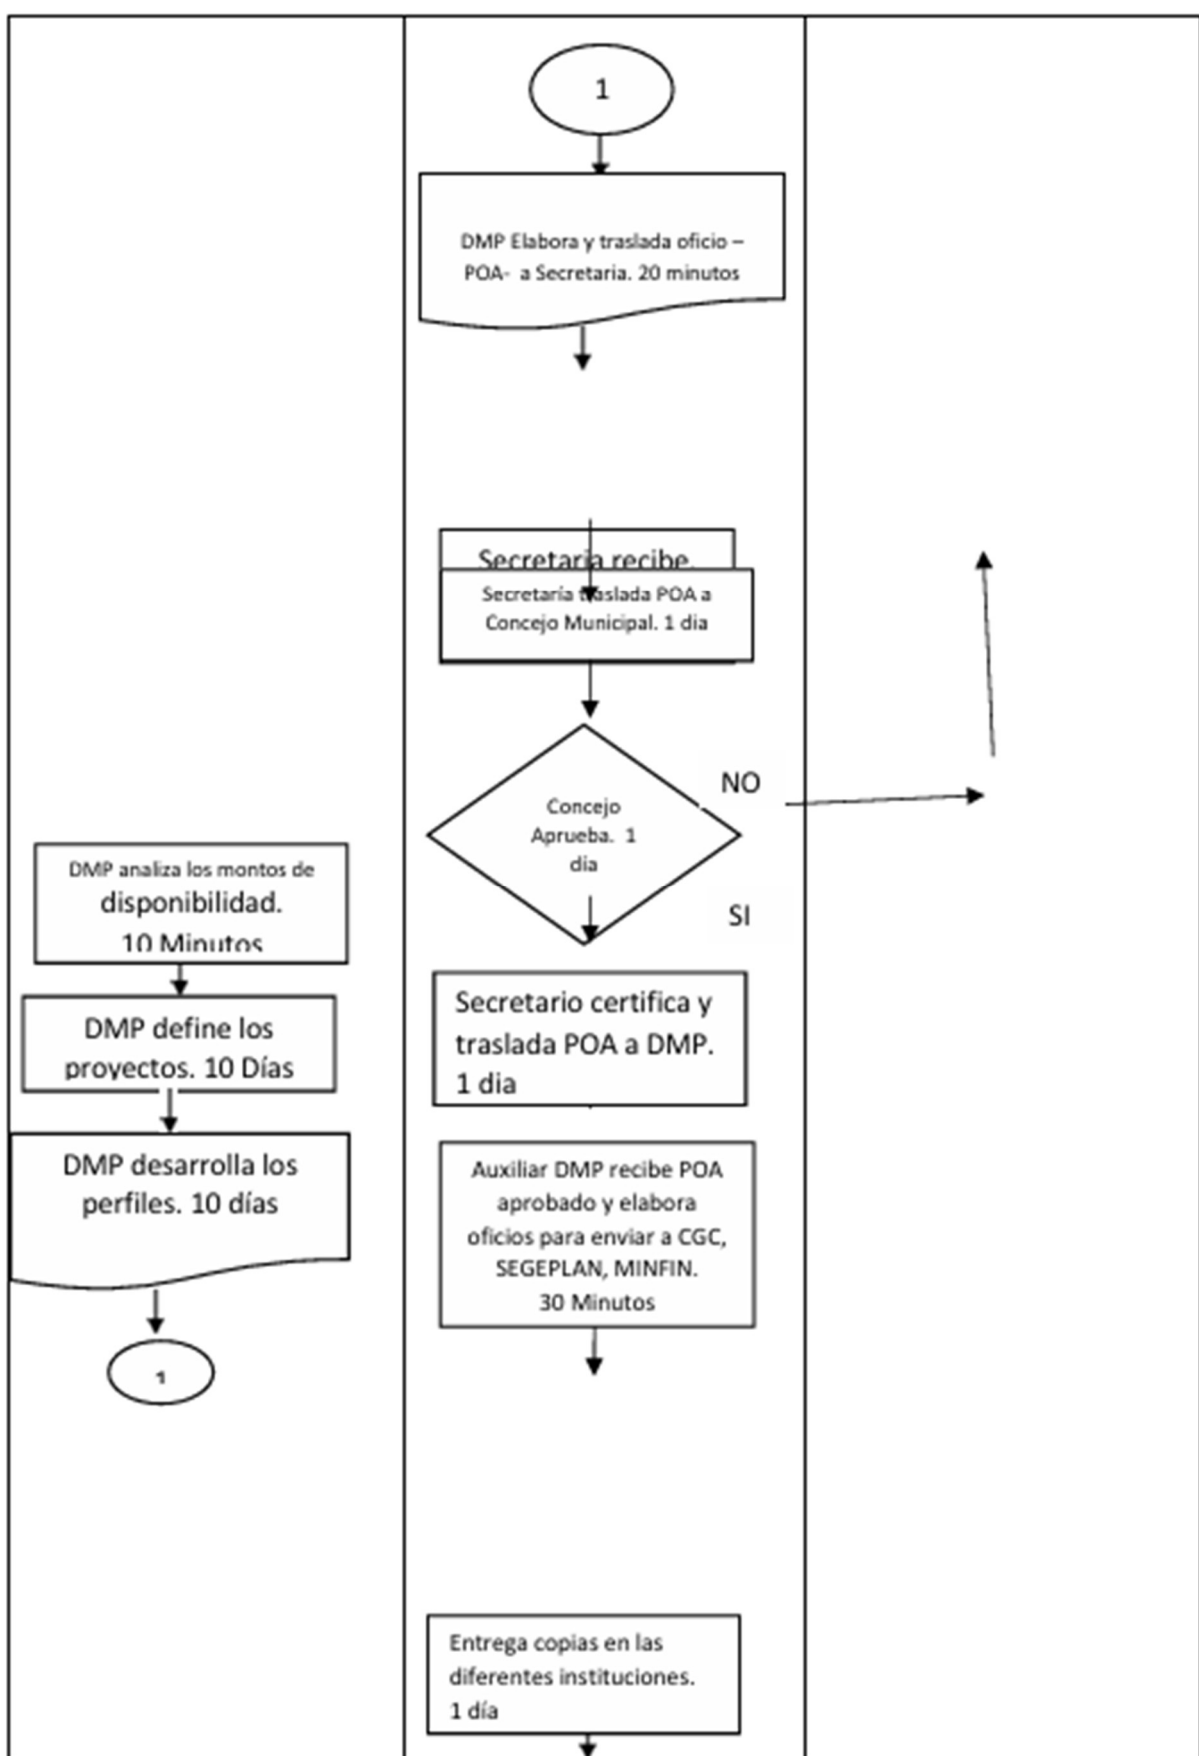 DMP analiza los montos de
disponibilidad.
10 Minutos
DMP define los
proyectos. 10 Días
DMP desarrolla los
perfiles. 10 días
1
1
DMP Elabora y traslada oficio –
POA- a Secretaria. 20 minutos
Secretaría recibe.
Secretaría traslada POA a
Concejo Municipal. 1 dia
Concejo
Aprueba. 1
día
NO
SI
Secretario certifica y
traslada POA a DMP.
1 dia
Auxiliar DMP recibe POA
aprobado y elabora
oficios para enviar a CGC,
SEGEPLAN, MINFIN.
30 Minutos
Entrega copias en las
diferentes instituciones.
1 día